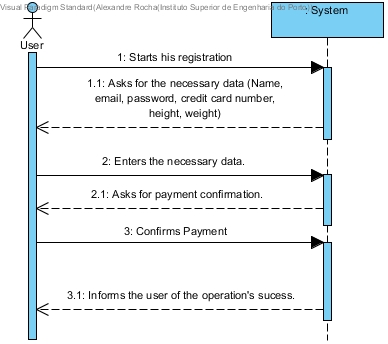 Visual Paradigm Standard(Alexandre Rocha(Instituto Superior de Engenharia do Porto))
: System
User
1: Starts his registration
1.1: Asks for the necessary data (Name,
email, password, credit card number,
height, weight)
2: Enters the necessary data.
2.1: Asks for payment confirmation.
3: Confirms Payment
3.1: Informs the user of the operation's sucess.